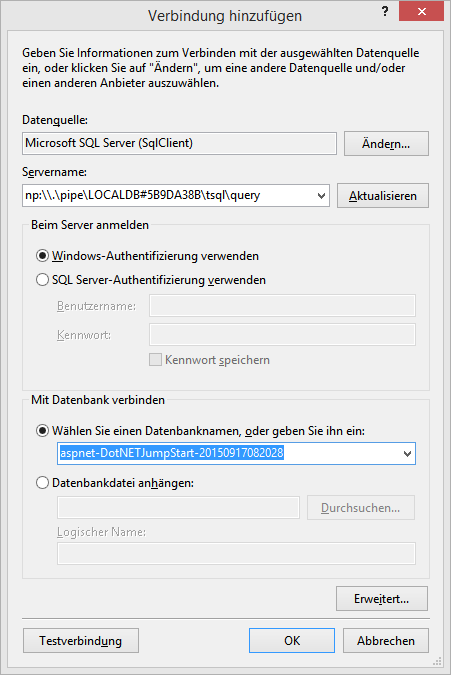 Verbindung hinzufügen
?
Geben Sie Informationen zum Verbinden mit der ausgewählten Datenquelle
ein, oder klicken Sie auf "Ändern", um eine andere Datenquelle und/oder
einen anderen Anbieter auszuwählen.
Datenquelle:
Microsoft SQL Server (SqlClient)
Ändern...
Servername:
np:\\.\pipe\LOCALDB#5B9DA38B\tsql\query
Aktualisieren
Beim Server anmelden
Windows-Authentifizierung verwenden
SQL Server-Authentifizierung verwenden
Benutzername:
Kennwort:
Kennwort speichern
Mit Datenbank verbinden
Wählen Sie einen Datenbanknamen, oder geben Sie ihn ein:
aspnet-DotNETJumpStart-20150917082028
Datenbankdatei anhängen:
Durchsuchen...
Logischer Name:
Erweitert...
Testverbindung
OK
Abbrechen